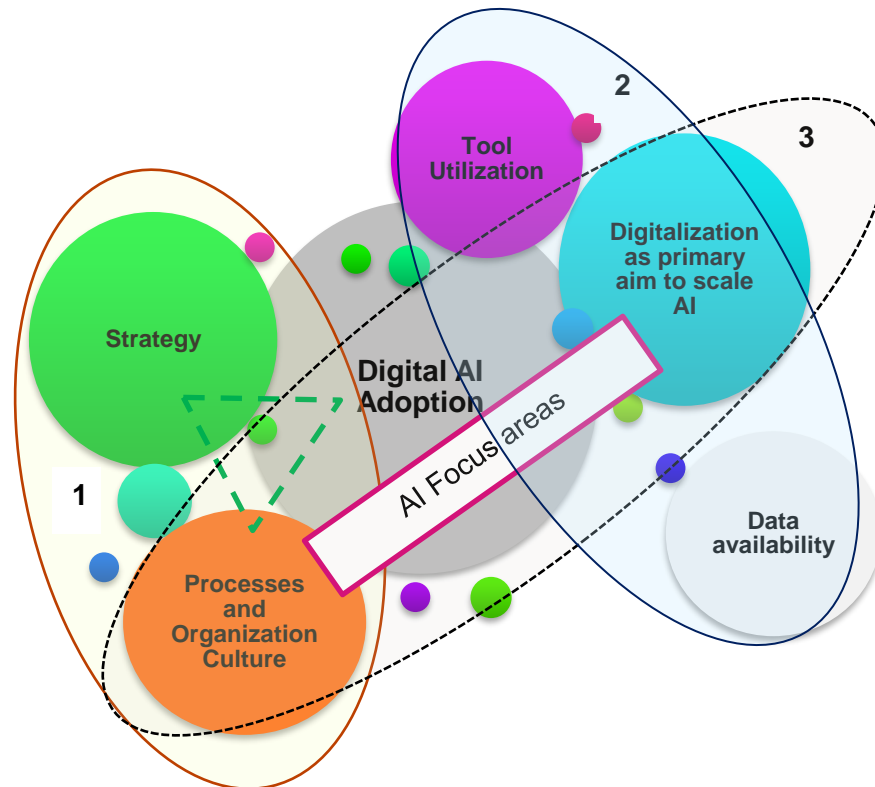 2
3
Tool
Utilization
Digitalization
as primary
aim to scale
AI
Strategy
Digital AI
Adoption
AI Focus areas
1
Data
availability
Processes
and
Organization
Culture